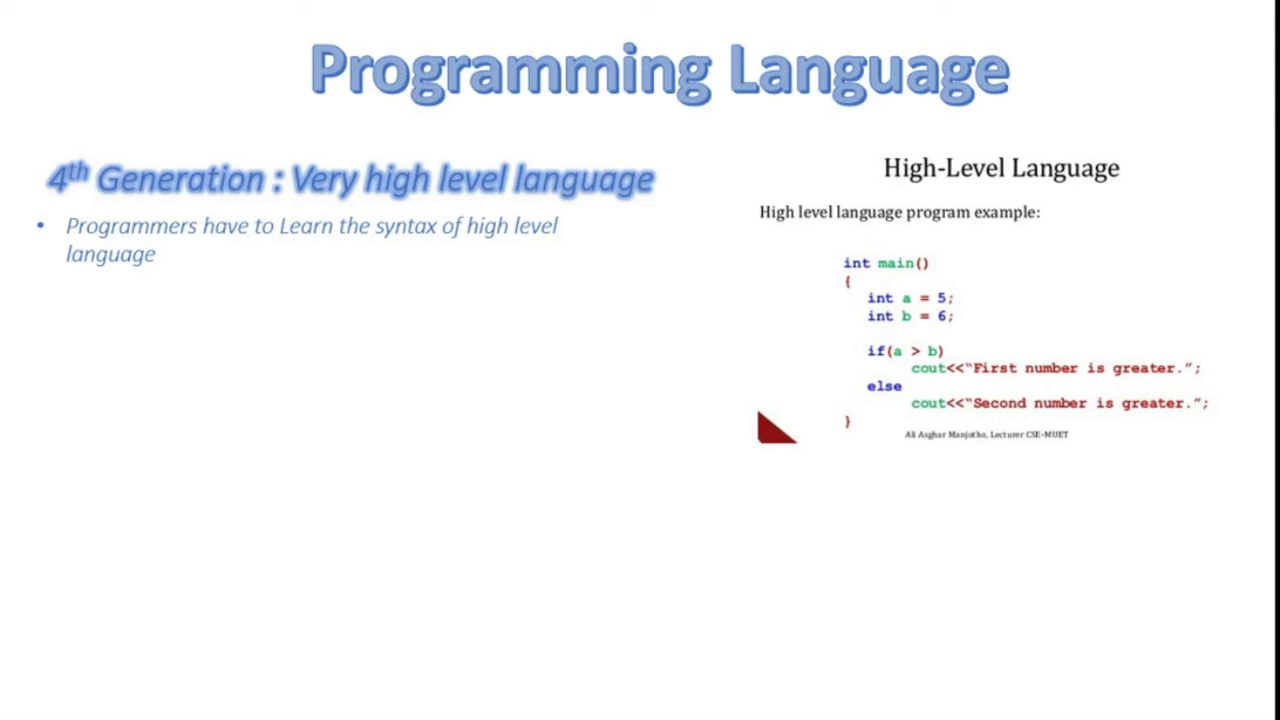 Programming Language
4th Generation : Very high level language
• Programmers have to Learn the syntax of high level
language
High-Level Language
High level language program example:
int main()
{
int a = 5;
int b = 6;
if(a > b)
cout<<“First number is greater.”;
else
cout<<“Second number is greater.”;
}
Ali Asghar Manjotho, Lecturer CSE-MUET